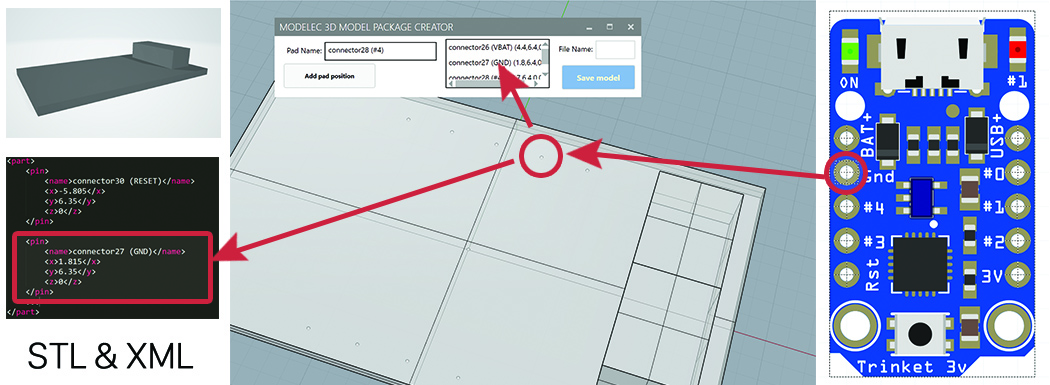 <part>
<pin>
<name>connector30 (RESET)</name>
<x>-5.805</x>
<y>6.35</y>
<z>0</z>
</pin>
<pin>
<name>connector27 (GND)</name>
<x>1.815</x>
<y>6.35</y>
<z>0</z>
</pin>
</part>
STL & XML
MODELEC 3D MODEL PACKAGE CREATOR
Pad Name:
connector28 (#4)
Add pad position
connector26 (VBAT) (4.4,6.4,0
connector27 (GND) (1.8,6.4,0
connector28 (#4)
File Name:
Save model
ON
#1
BAT+
USB+
Gnd
#0
#4
#1
#3
#2
Rst
3V
Trinket 3v